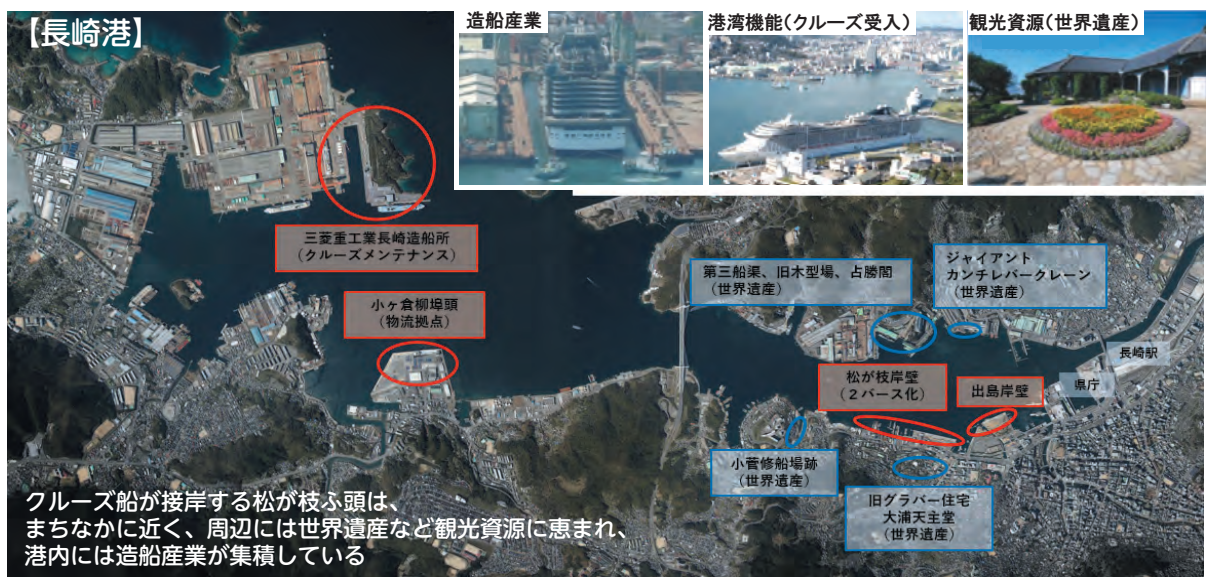 【長崎港】
造船産業
港湾機能(クルーズ受入)
観光資源(世界遺産)
三菱重工業長崎造船所
(クルーズメンテナンス)
小ヶ倉柳埠頭
(物流拠点)
第三船渠、旧木型場、占勝閣
(世界遺産)
ジャイアント
カンチレバークレーン
(世界遺産)
長崎駅
県庁
松が枝岸壁
(2バース化)
出島岸壁
小菅修船場跡
(世界遺産)
旧グラバー住宅
大浦天主堂
(世界遺産)
クルーズ船が接岸する松が枝ふ頭は、
まちなかに近く、周辺には世界遺産など観光資源に恵まれ、
港内には造船産業が集積している